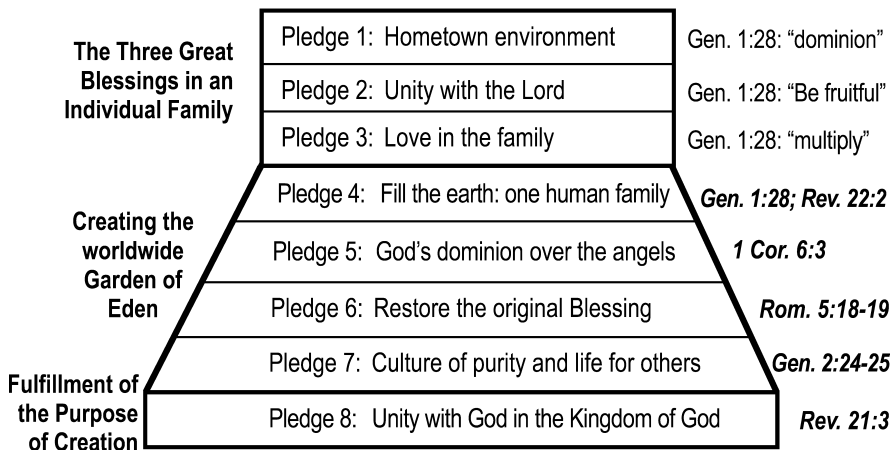 The Three Great
Blessings in an
Individual Family
Pledge 1: Hometown environment
Gen. 1:28: “dominion”
Pledge 2: Unity with the Lord
Gen. 1:28: “Be fruitful”
Pledge 3: Love in the family
Gen. 1:28: “multiply”
Creating the
worldwide
Garden of
Eden
Pledge 4: Fill the earth: one human family
Gen. 1:28; Rev. 22:2
Pledge 5: God’s dominion over the angels
1 Cor. 6:3
Pledge 6: Restore the original Blessing
Rom. 5:18-19
Pledge 7: Culture of purity and life for others
Gen. 2:24-25
Fulfillment of
the Purpose
of Creation
Pledge 8: Unity with God in the Kingdom of God
Rev. 21:3